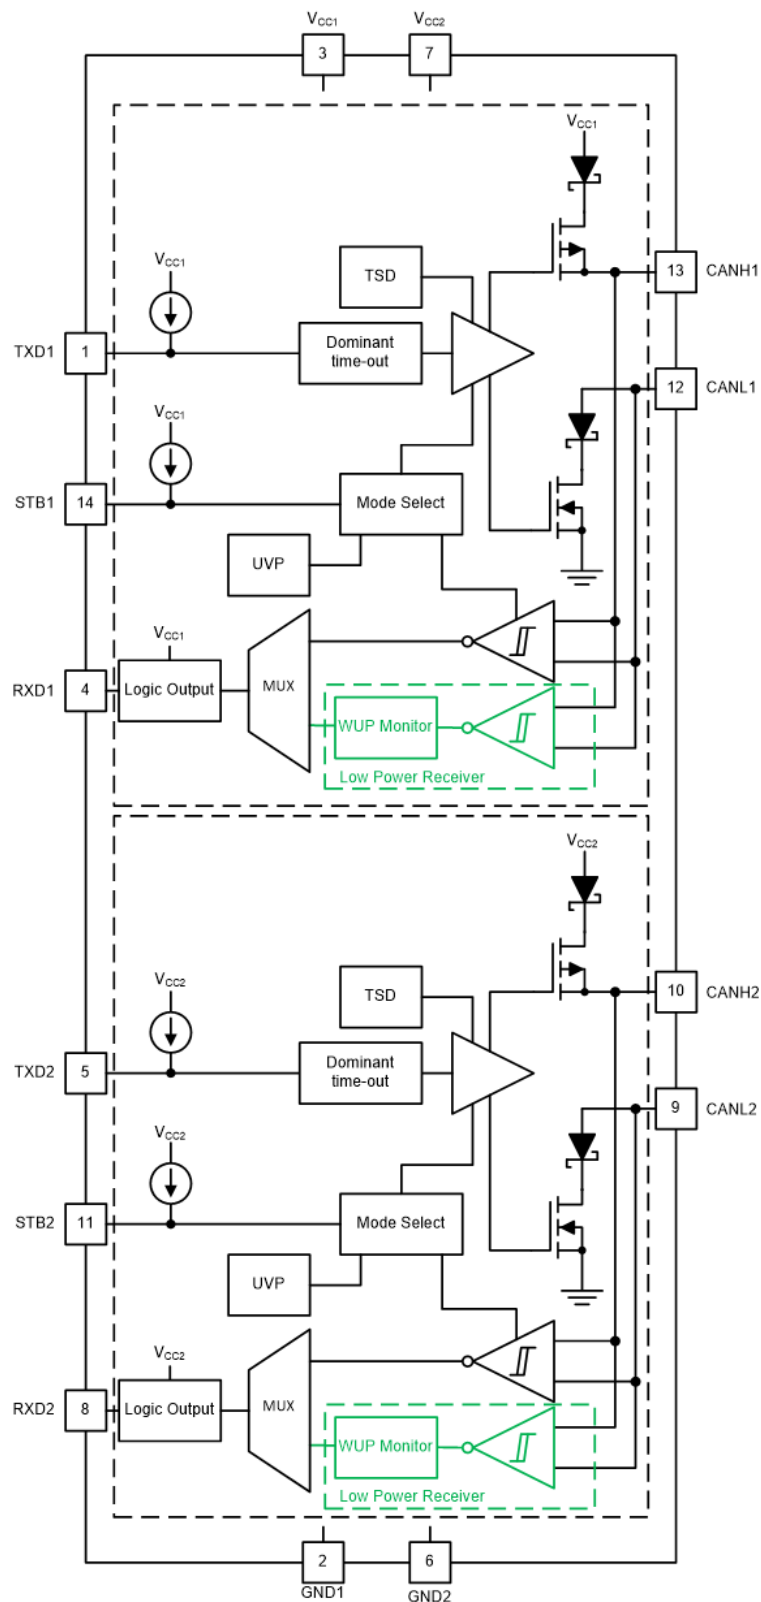 VCC1 VCC2
3 7
VCC1
TSD
VCC1
13 CANH1
TXD1 1
Dominant
time-out
12 CANL1
VCC1
STB1 14
Mode Select
UVP
VCC1
RXD1 4
Logic Output
MUX
WUP Monitor
Low Power Receiver
VCC2
TSD
VCC2
10 CANH2
TXD2 5
Dominant
time-out
9 CANL2
VCC2
STB2 11
Mode Select
UVP
VCC2
RXD2 8
Logic Output
MUX
WUP Monitor
Low Power Receiver
2 6
GND1 GND2